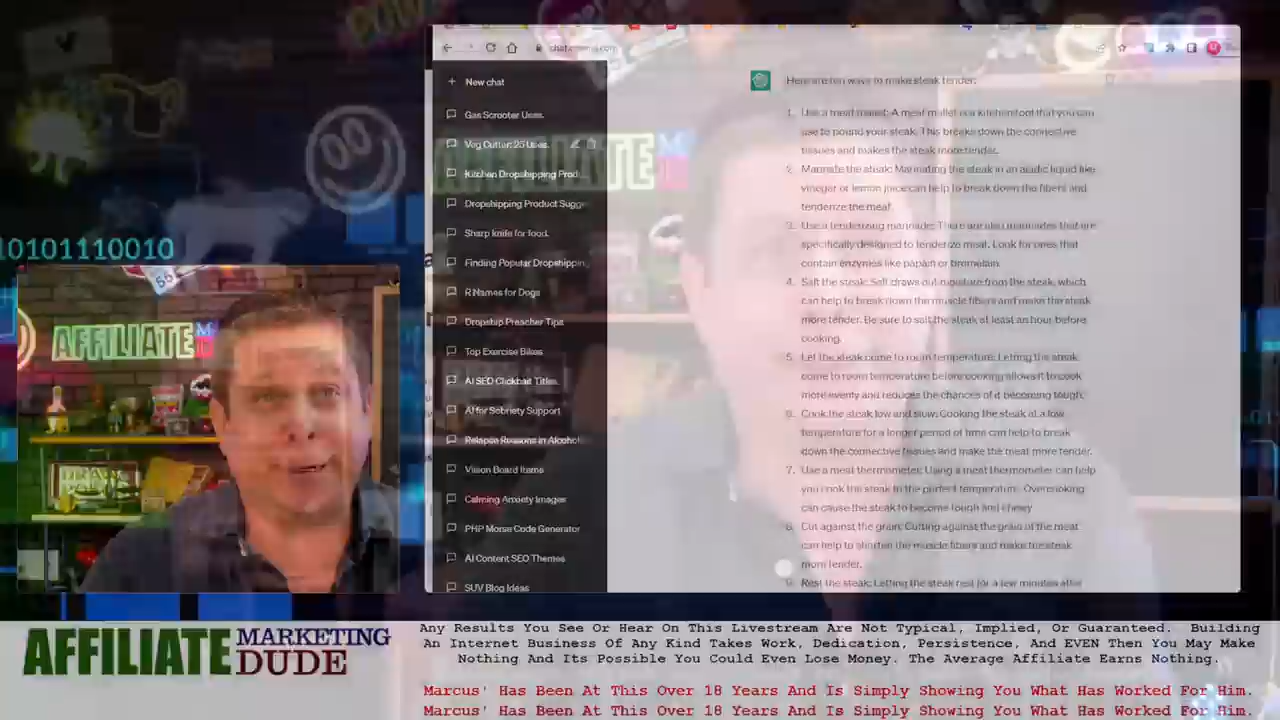 New chat
Gas Scrooter Uses.
Veg Cutter: 25 Uses.
Kitchen Dropshipping Prod
Dropshipping Product Sugg
Sharp knife for food.
Finding Popular Dropshippin
R Names for Dogs
Dropship Preacher Tips
Top Exercise Bikes
AI SEO Clickbait Titles.
AI for Sobriety Support
Relapse Reasons in Alcohol
Vision Board Items
Calming Anxiety Images
PHP Morse Code Generator
AI Content SEO Themes
SUV Blog Ideas
Here are ten ways to make steak tender:
1. Use a meat mallet: A meat mallet is a kitchen tool that you can
use to pound your steak. This breaks down the connective
tissues and makes the steak more tender.
2. Marinate the steak: Marinating the steak in an acidic liquid like
vinegar or lemon juice can help to break down the fibers and
tenderize the meat.
3. Use a tenderizing marinade: There are also marinades that are
specifically designed to tenderize meat. Look for ones that
contain enzymes like papain or bromelain.
4. Salt the steak: Salt draws out moisture from the steak, which
can help to break down the muscle fibers and make the steak
more tender. Be sure to salt the steak at least an hour before
cooking.
5. Let the steak come to room temperature: Letting the steak
come to room temperature before cooking allows it to cook
more evenly and reduces the chances of it becoming tough.
6. Cook the steak low and slow: Cooking the steak at a low
temperature for a longer period of time can help to break
down the connective tissues and make the meat more tender.
7. Use a meat thermometer: Using a meat thermometer can help
you cook the steak to the perfect temperature. Overcooking
can cause the steak to become tough and chewy.
8. Cut against the grain: Cutting against the grain of the meat
can help to shorten the muscle fibers and make the steak
more tender.
9. Rest the steak: Letting the steak rest for a few minutes after
10101110010
55
AFFILIATE M
AFFILIATE MARKETING
DUDE
Any Results You See Or Hear On This Livestream Are Not Typical, Implied, Or Guaranteed. Building
An Internet Business Of Any Kind Takes Work, Dedication, Persistence, And EVEN Then You May Make
Nothing And Its Possible You Could Even Lose Money. The Average Affiliate Earns Nothing.
Marcus' Has Been At This Over 18 Years And Is Simply Showing You What Has Worked For Him.
Marcus' Has Been At This Over 18 Years And Is Simply Showing You What Has Worked For Him.